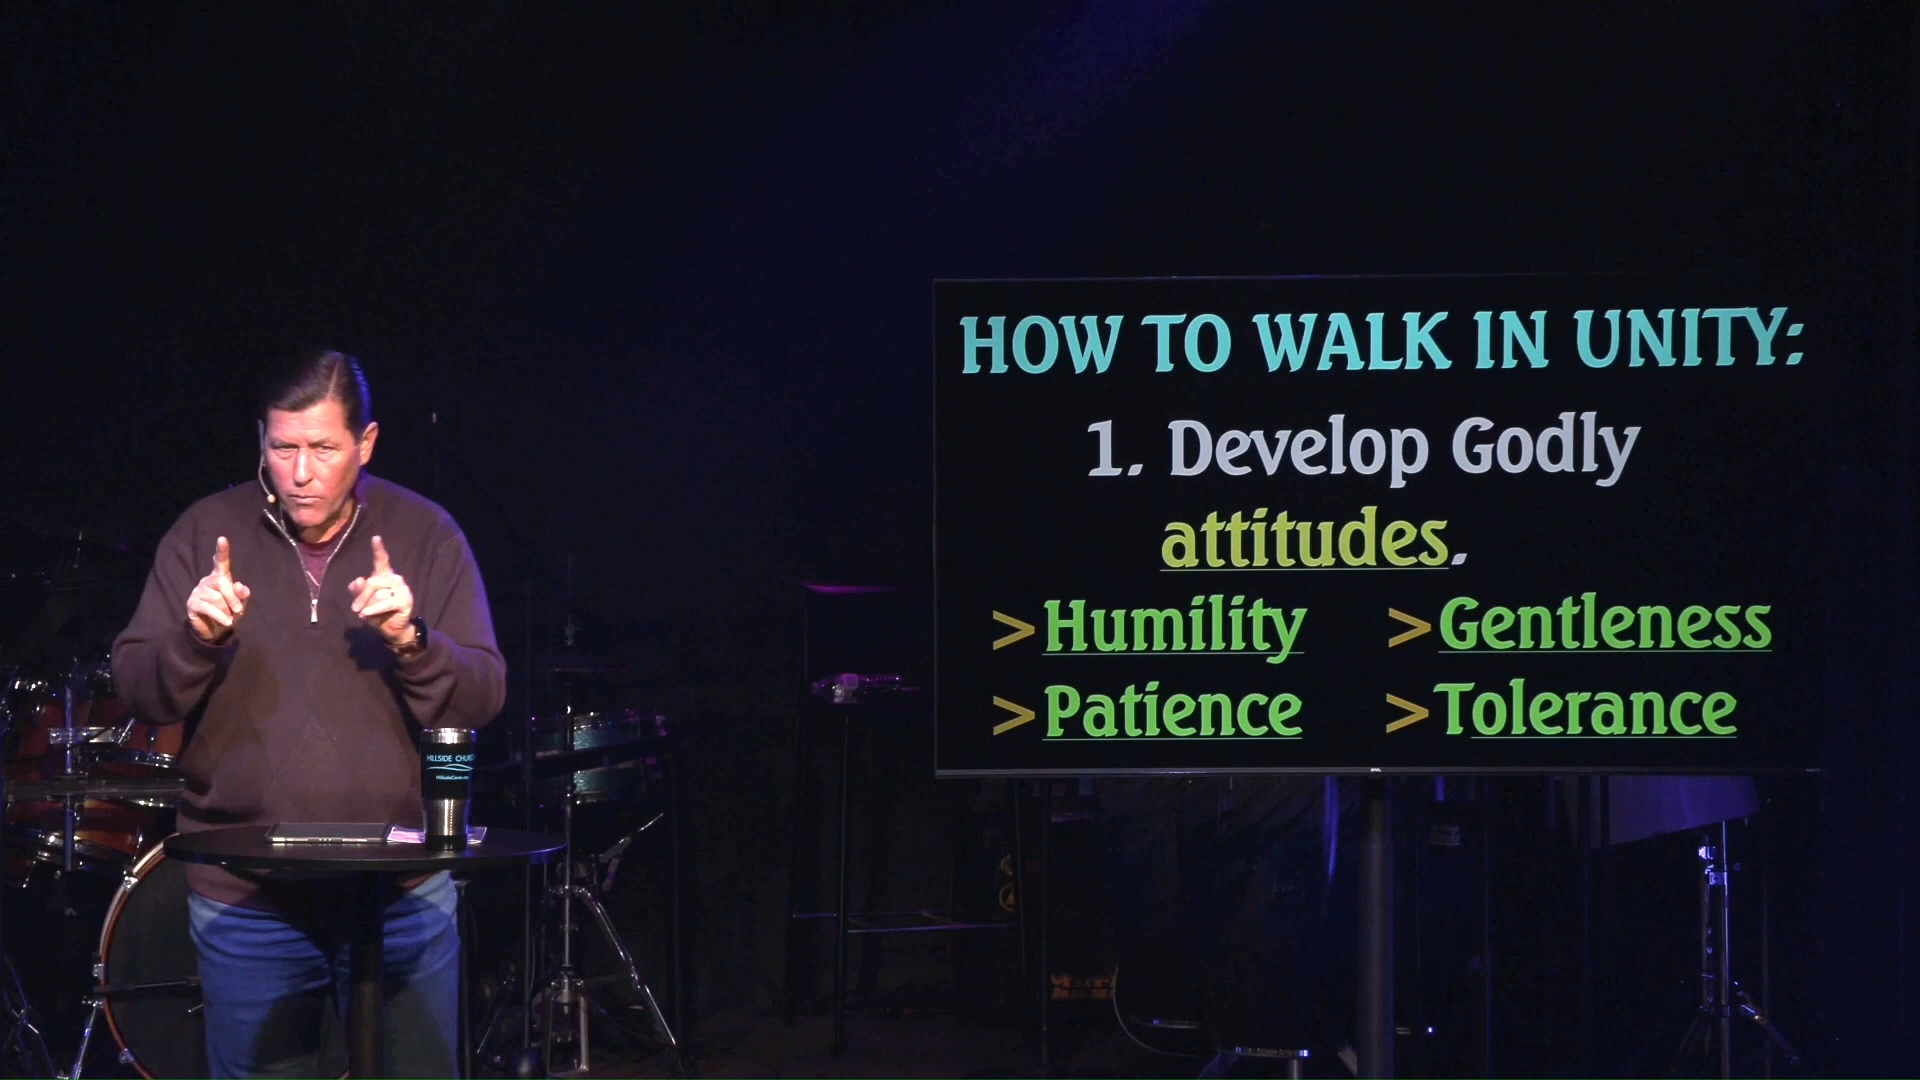 HOW TO WALK IN UNITY:
1. Develop Godly
attitudes.
>Humility >Gentleness
>Patience >Tolerance
HILLSIDE CHURCH